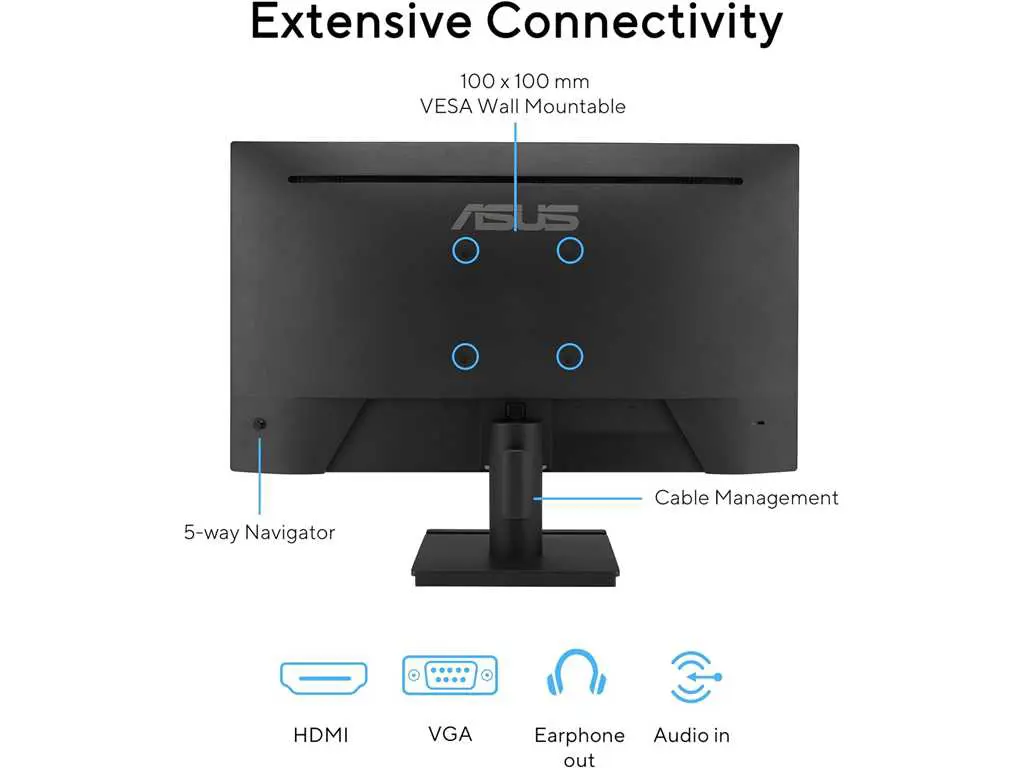 Extensive Connectivity
100 x 100 mm
VESA Wall Mountable
ASUS
Cable Management
5-way Navigator
HDMI
VGA
Earphone
out
Audio in